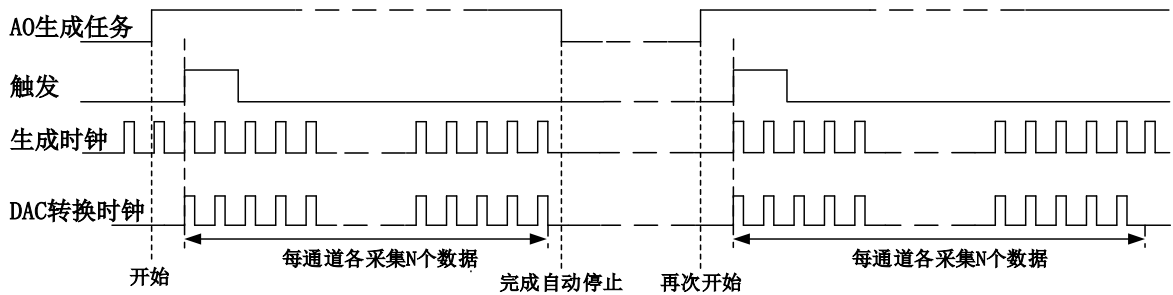 AO生成任务
触发
生成时钟
DAC转换时钟
每通道各采集N个数据
每通道各采集N个数据
开始
完成自动停止
再次开始